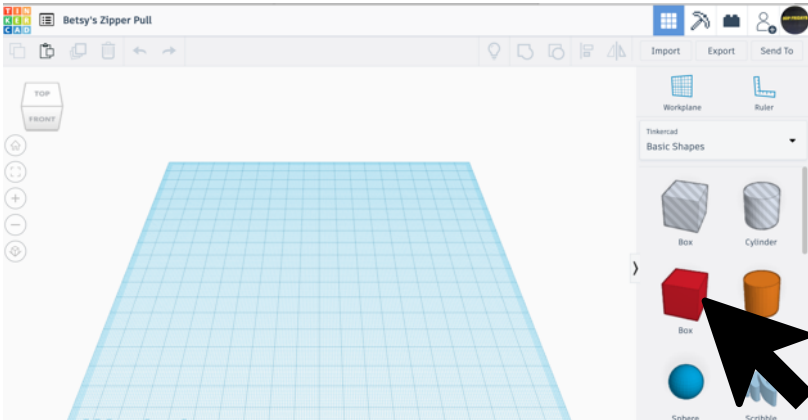 TIN
KER
CAD
Betsy's Zipper Pull
Import
Export
Send To
TOP
FRONT
Workplane
Ruler
Tinkercad
Basic Shapes
Box
Cylinder
Box
Sphere
Scribble